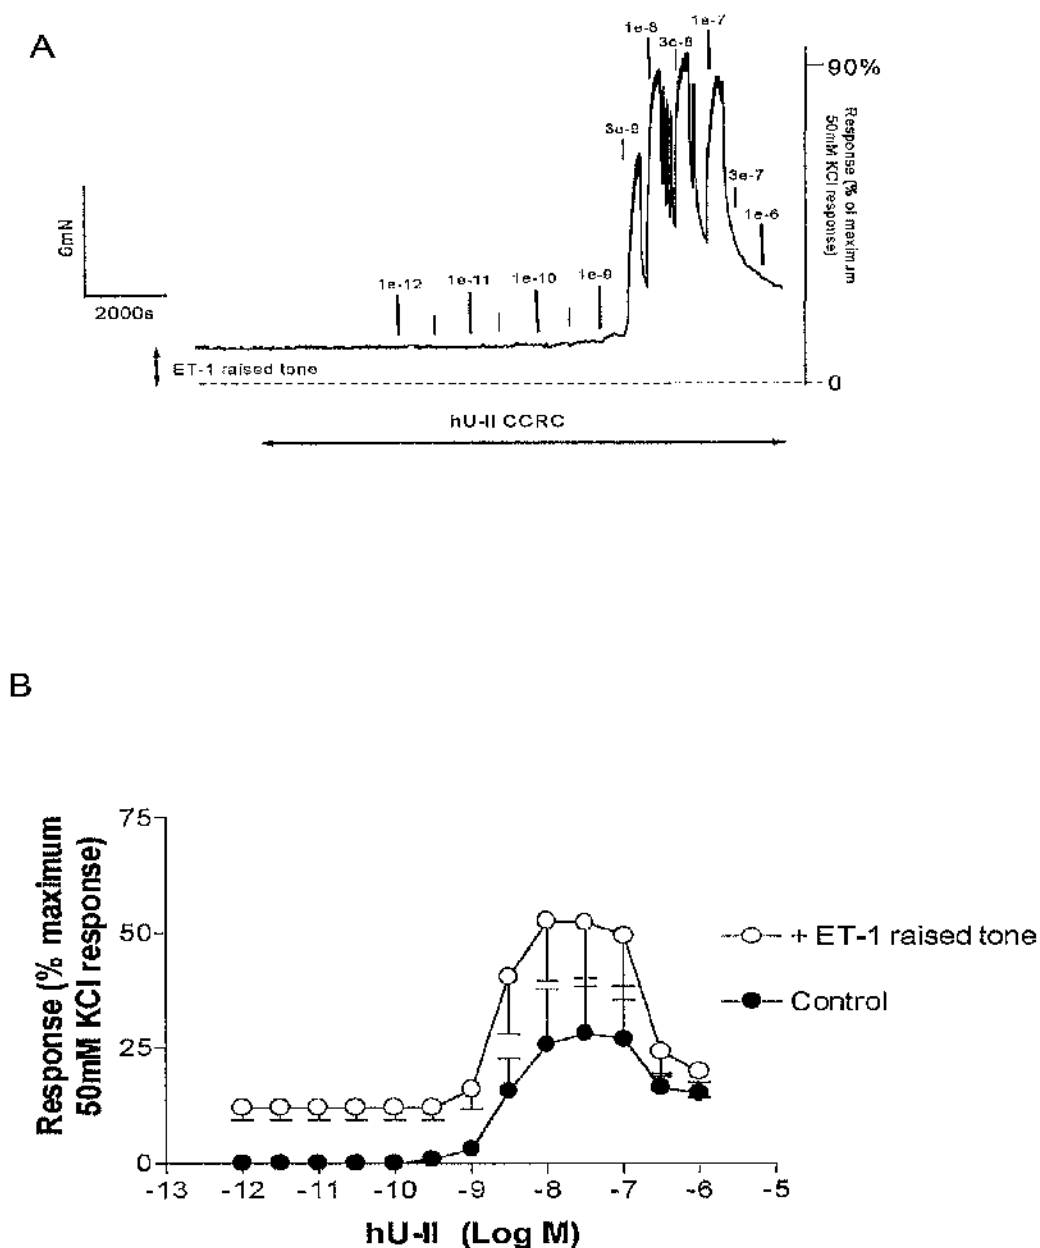 A
1e-8
3e-8
1e-7
90%
3e-9
Response (% of maximum
50mM KCl response)
3e-7
1e-6
6mN
2000s
1e-12
1e-11
1e-10
1e-9
ET-1 raised tone
0
hU-II CCRC
B
75
50
25
0
Response (% maximum
50mM KCl response)
+ ET-1 raised tone
Control
-13 -12 -11 -10 -9 -8 -7 -6 -5
hU-II (Log M)